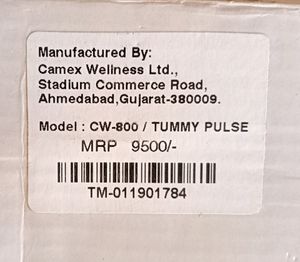 Manufactured By:
Camex Wellness Ltd.,
Stadium Commerce Road,
Ahmedabad,Gujarat-380009.
Model : CW-800 / TUMMY PULSE
MRP 9500/-
TM-011901784